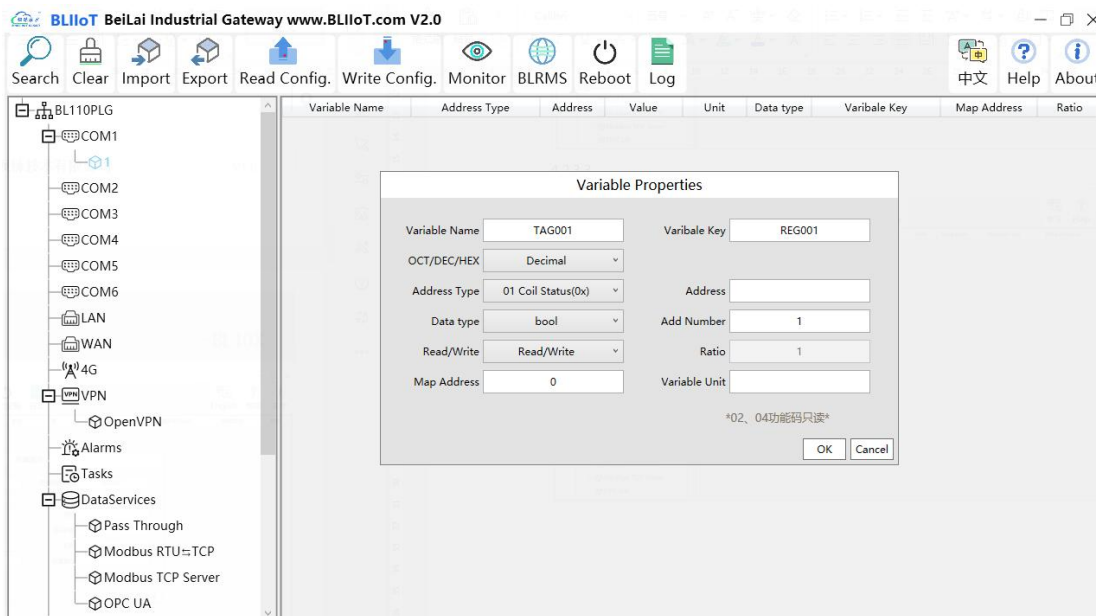 BLIIoT BeiLai Industrial Gateway www.BLIIoT.com V2.0
Search Clear Import Export Read Config. Write Config. Monitor BLRMS Reboot Log 中文 Help About
BL110PLG
COM1
1
COM2
COM3
COM4
COM5
COM6
LAN
WAN
4G
VPN VPN
OpenVPN
Alarms
Tasks
DataServices
Pass Through
Modbus RTU⇆TCP
Modbus TCP Server
OPC UA
Variable Name Address Type Address Value Unit Data type Varibale Key Map Address Ratio
Variable Properties
Variable Name TAG001 Varibale Key REG001
OCT/DEC/HEX Decimal
Address Type 01 Coil Status(0x) Address
Data type bool Add Number 1
Read/Write Read/Write Ratio 1
Map Address 0 Variable Unit
*02、04功能码只读*
OK Cancel